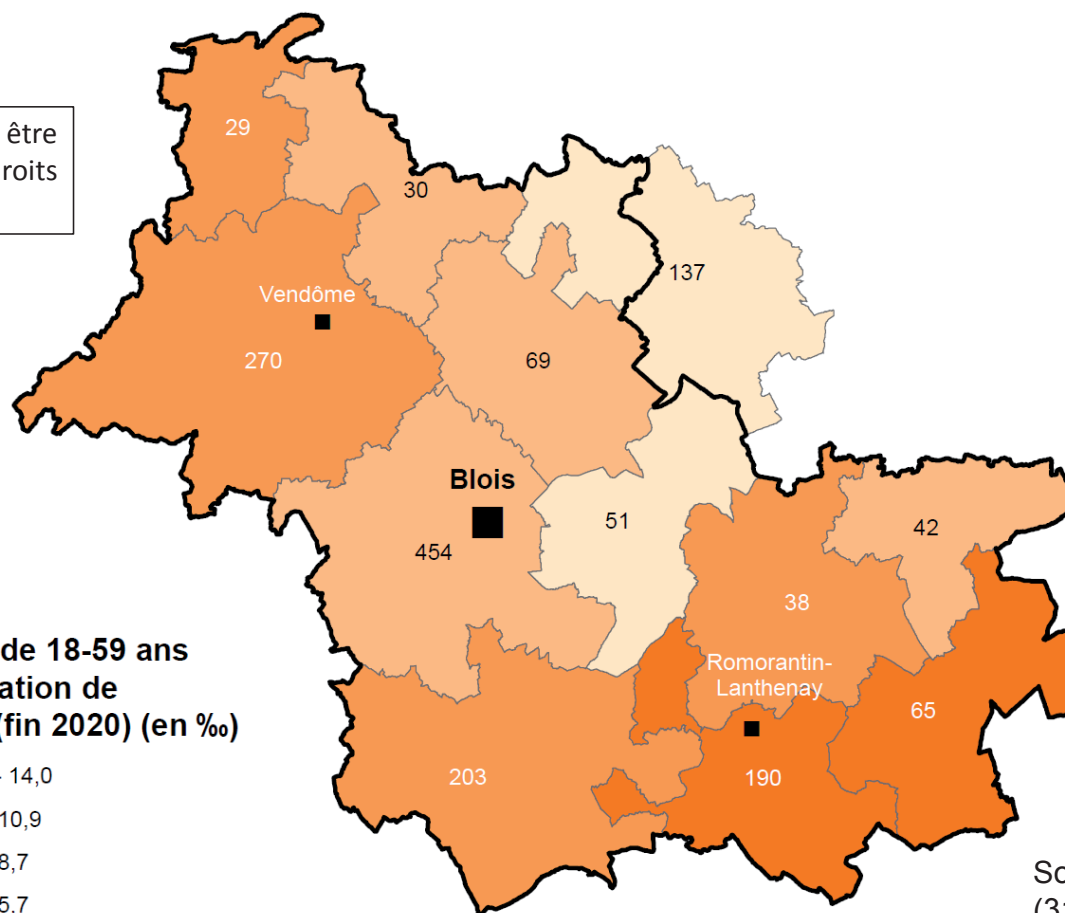 être
roits
29
30
137
Vendôme
270
69
Blois
454
51
42
38
Romorantin-
Lanthenay
65
203
190
de 18-59 ans
ation de
(fin 2020) (en ‰)
14,0
10,9
8,7
5.7